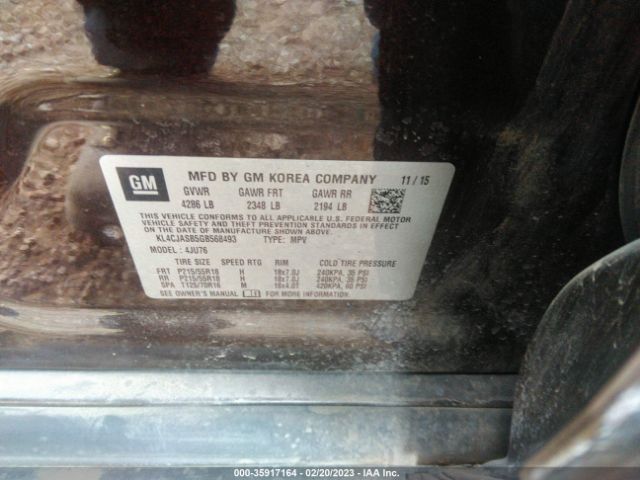 GM
MFD BY GM KOREA COMPANY 11/15
GVWR GAWR FRT GAWR RR
4286 LB 2348 LB 2194 LB
THIS VEHICLE CONFORMS TO ALL APPLICABLE U.S. FEDERAL MOTOR
VEHICLE SAFETY AND THEFT PREVENTION STANDARDS IN EFFECT ON
THE DATE OF MANUFACTURE SHOWN ABOVE.
KL4CJASB5GB568493 TYPE: MPV
MODEL: 4JU76
TIRE SIZE SPEED RTG RIM COLD TIRE PRESSURE
FRT P215/55R18 H 18x7.0J 240KPA, 35 PSI
RR P215/55R18 H 18x7.0J 240KPA, 35 PSI
SPA T125/70R16 M 16x4.0T 420KPA, 60 PSI
SEE OWNER'S MANUAL FOR MORE INFORMATION.
000-35917164 - 02/20/2023 - IAA Inc.